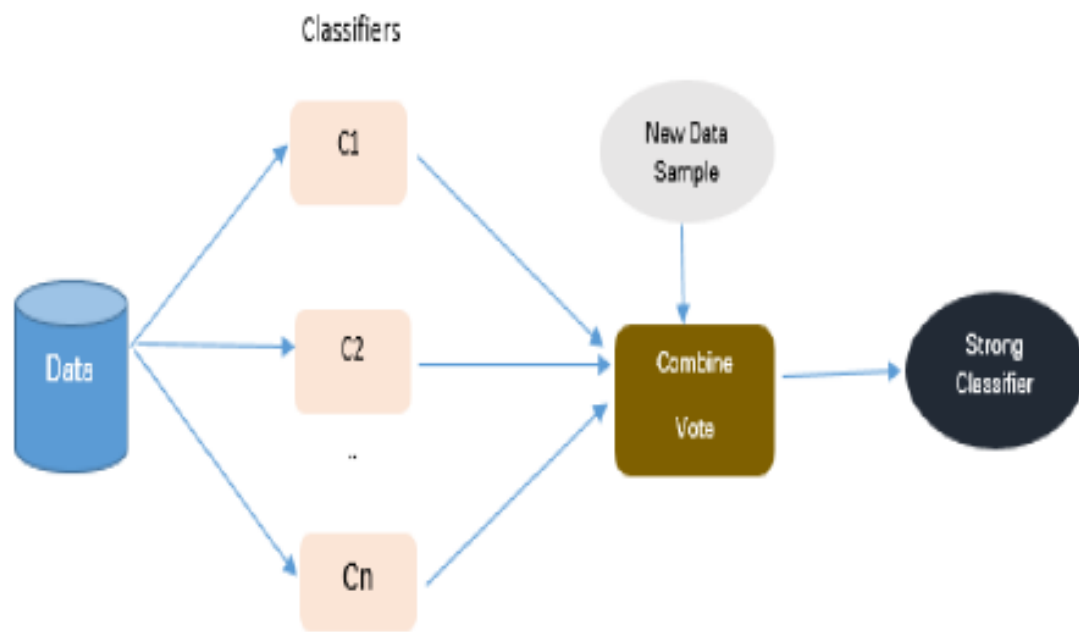 Classifiers
C1
New Data
Sample
Data
C2
..
Cn
Combine
Vote
Strong
Classifier